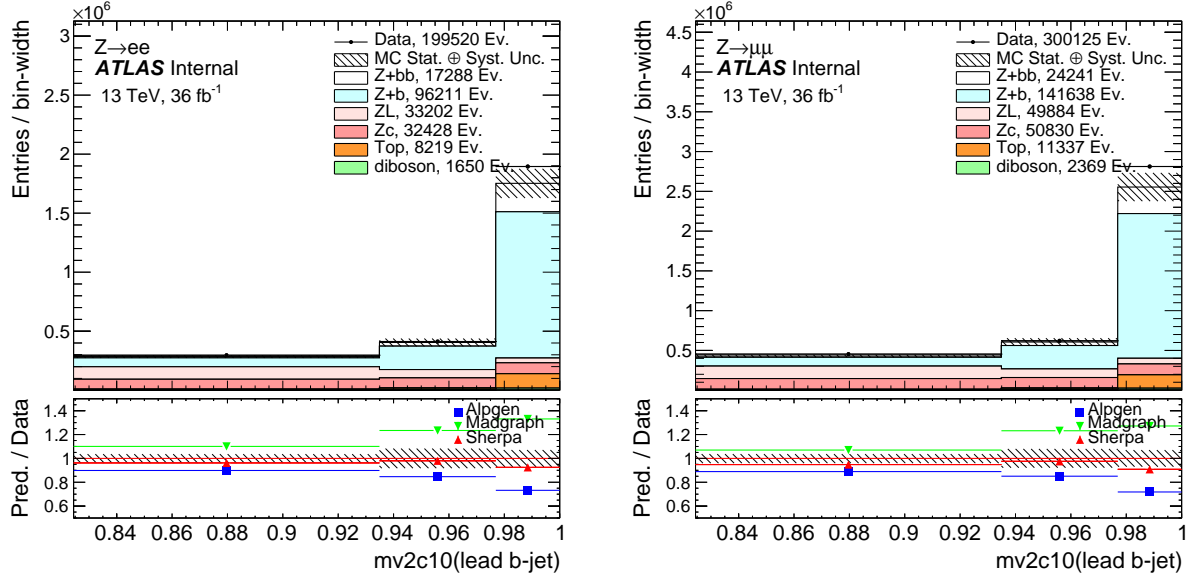 ×10⁶
Entries / bin-width
3
2.5
2
1.5
1
0.5
Z→ee
ATLAS Internal
13 TeV, 36 fb⁻¹
Data, 199520 Ev.
MC Stat. ⊕ Syst. Unc.
Z+bb, 17288 Ev.
Z+b, 96211 Ev.
ZL, 33202 Ev.
Zc, 32428 Ev.
Top, 8219 Ev.
diboson, 1650 Ev.
Pred. / Data
1.4
1.2
1
0.8
0.6
Alpgen
Madgraph
Sherpa
0.84 0.86 0.88 0.9 0.92 0.94 0.96 0.98 1
mv2c10(lead b-jet)
×10⁶
Entries / bin-width
4.5
4
3.5
3
2.5
2
1.5
1
0.5
Z→μμ
ATLAS Internal
13 TeV, 36 fb⁻¹
Data, 300125 Ev.
MC Stat. ⊕ Syst. Unc.
Z+bb, 24241 Ev.
Z+b, 141638 Ev.
ZL, 49884 Ev.
Zc, 50830 Ev.
Top, 11337 Ev.
diboson, 2369 Ev.
Pred. / Data
1.4
1.2
1
0.8
0.6
Alpgen
Madgraph
Sherpa
0.84 0.86 0.88 0.9 0.92 0.94 0.96 0.98 1
mv2c10(lead b-jet)